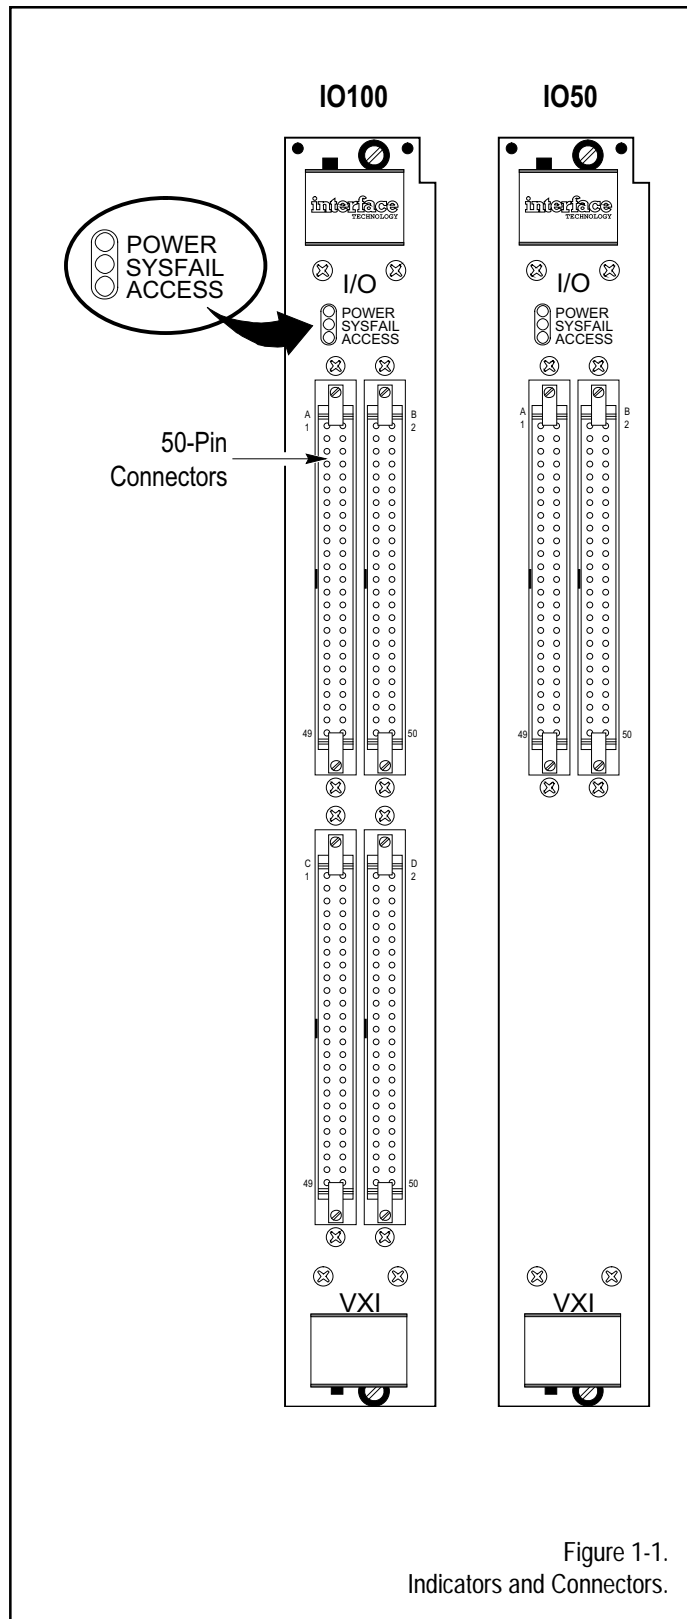 IO100
IO50
interface
TECHNOLOGY
interface
TECHNOLOGY
POWER
SYSFAIL
ACCESS
I/O
POWER
SYSFAIL
ACCESS
I/O
POWER
SYSFAIL
ACCESS
50-Pin
Connectors
A
1
B
2
49
50
C
1
D
2
49
50
VXI
A
1
B
2
49
50
VXI
Figure 1-1.
Indicators and Connectors.